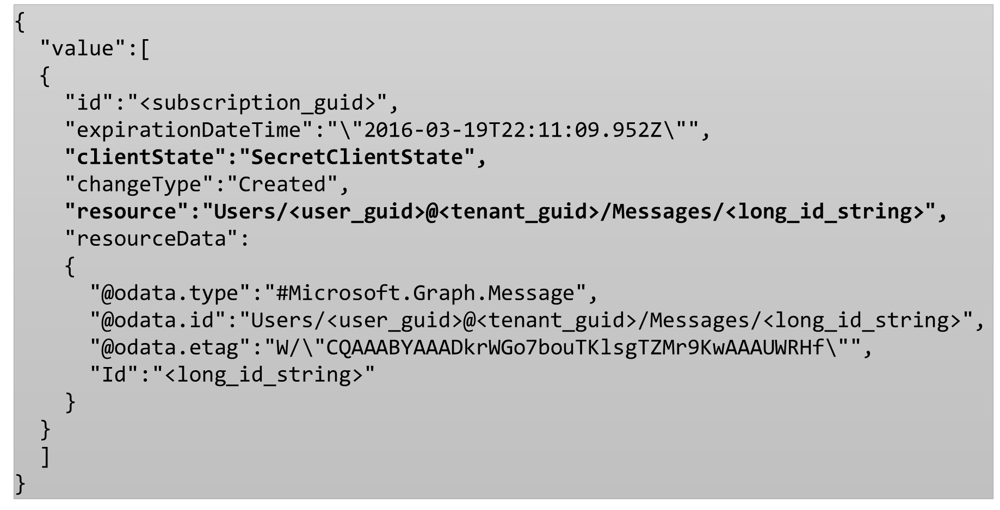 {
"value":[
{
"id":"<subscription_guid>",
"expirationDateTime":"\"2016-03-19T22:11:09.952Z\"",
"clientState":"SecretClientState",
"changeType":"Created",
"resource":"Users/<user_guid>@<tenant_guid>/Messages/<long_id_string>",
"resourceData":
{
"@odata.type":"#Microsoft.Graph.Message",
"@odata.id":"Users/<user_guid>@<tenant_guid>/Messages/<long_id_string>",
"@odata.etag":"W/\"CQAAABYAAADkrWGo7bouTKlsgTZMr9KwAAAUWRHf\"",
"Id":"<long_id_string>"
}
}
]
}